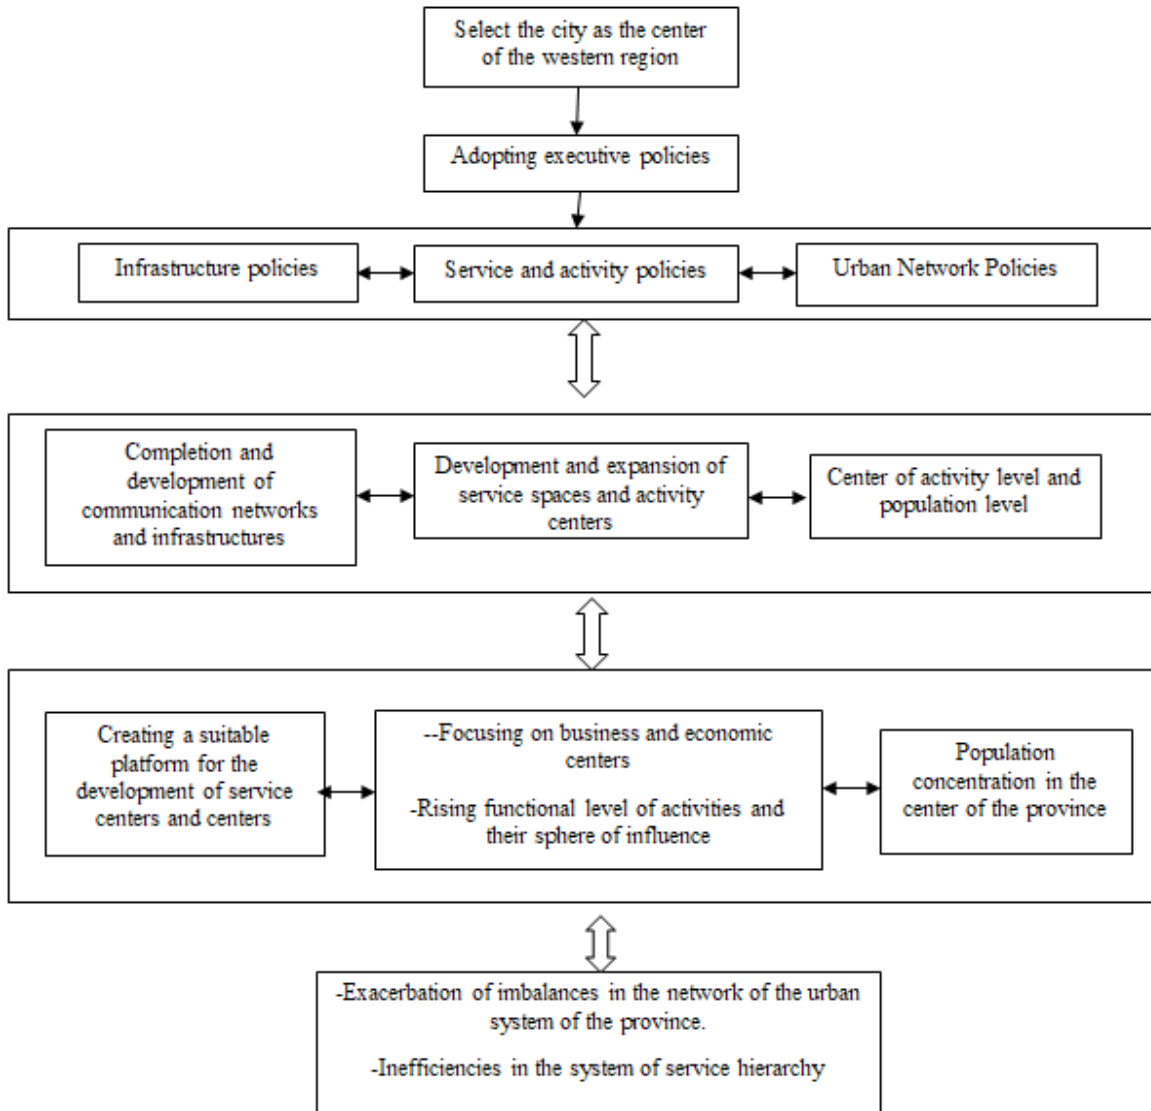 Select the city as the center
of the western region
Adopting executive policies
Infrastructure policies
Service and activity policies
Urban Network Policies
Completion and
development of
communication networks
and infrastructures
Development and expansion of
service spaces and activity
centers
Center of activity level and
population level
Creating a suitable
platform for the
development of service
centers and centers
--Focusing on business and economic
centers
-Rising functional level of activities and
their sphere of influence
Population
concentration in the
center of the province
-Exacerbation of imbalances in the network of the urban
system of the province.
-Inefficiencies in the system of service hierarchy